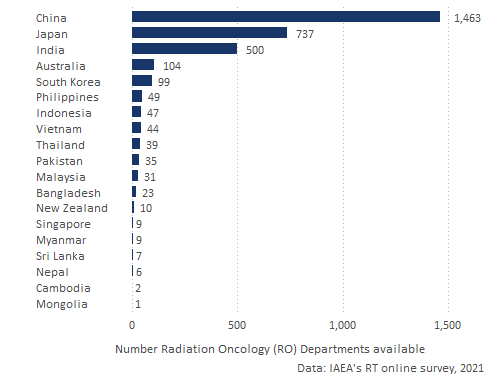 China 1,463
Japan 737
India 500
Australia 104
South Korea 99
Philippines 49
Indonesia 47
Vietnam 44
Thailand 39
Pakistan 35
Malaysia 31
Bangladesh 23
New Zealand 10
Singapore 9
Myanmar 9
Sri Lanka 7
Nepal 6
Cambodia 2
Mongolia 1
0 500 1,000 1,500
Number Radiation Oncology (RO) Departments available
Data: IAEA's RT online survey, 2021